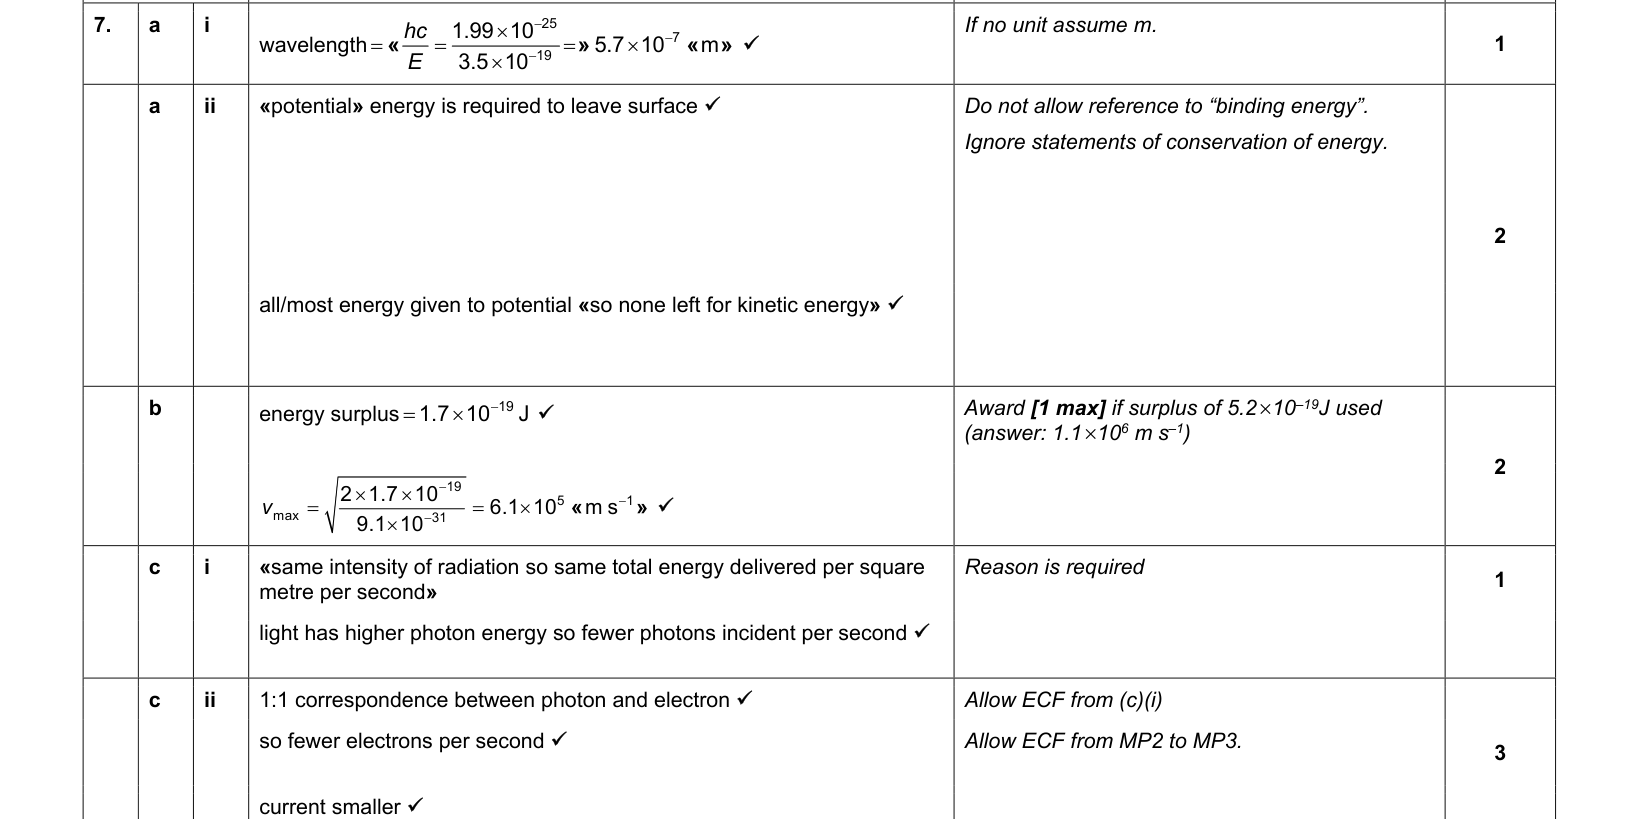 7. a i wavelength = «hc/E = 1.99×10⁻²⁵/3.5×10⁻¹⁹ =» 5.7×10⁻⁷ «m» ✓ If no unit assume m. 1
a ii «potential» energy is required to leave surface ✓ Do not allow reference to “binding energy”.
Ignore statements of conservation of energy.
2
all/most energy given to potential «so none left for kinetic energy» ✓
b energy surplus = 1.7×10⁻¹⁹ J ✓ Award [1 max] if surplus of 5.2×10⁻¹⁹J used
(answer: 1.1×10⁶ m s⁻¹)
2
vmax = √(2×1.7×10⁻¹⁹/9.1×10⁻³¹) = 6.1×10⁵ «m s⁻¹» ✓
c i «same intensity of radiation so same total energy delivered per square Reason is required 1
metre per second»
light has higher photon energy so fewer photons incident per second ✓
c ii 1:1 correspondence between photon and electron ✓ Allow ECF from (c)(i)
so fewer electrons per second ✓ Allow ECF from MP2 to MP3.
3
current smaller ✓